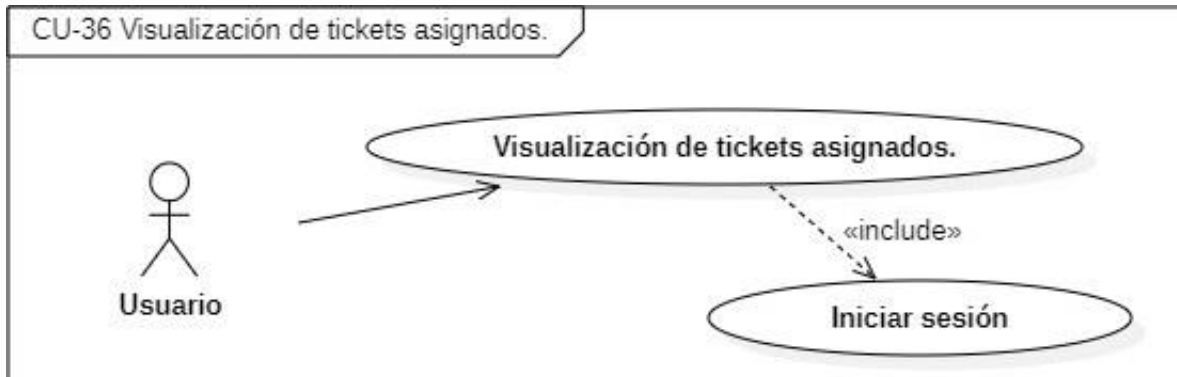 CU-36 Visualización de tickets asignados.
Visualización de tickets asignados.
«include»
Usuario
Iniciar sesión